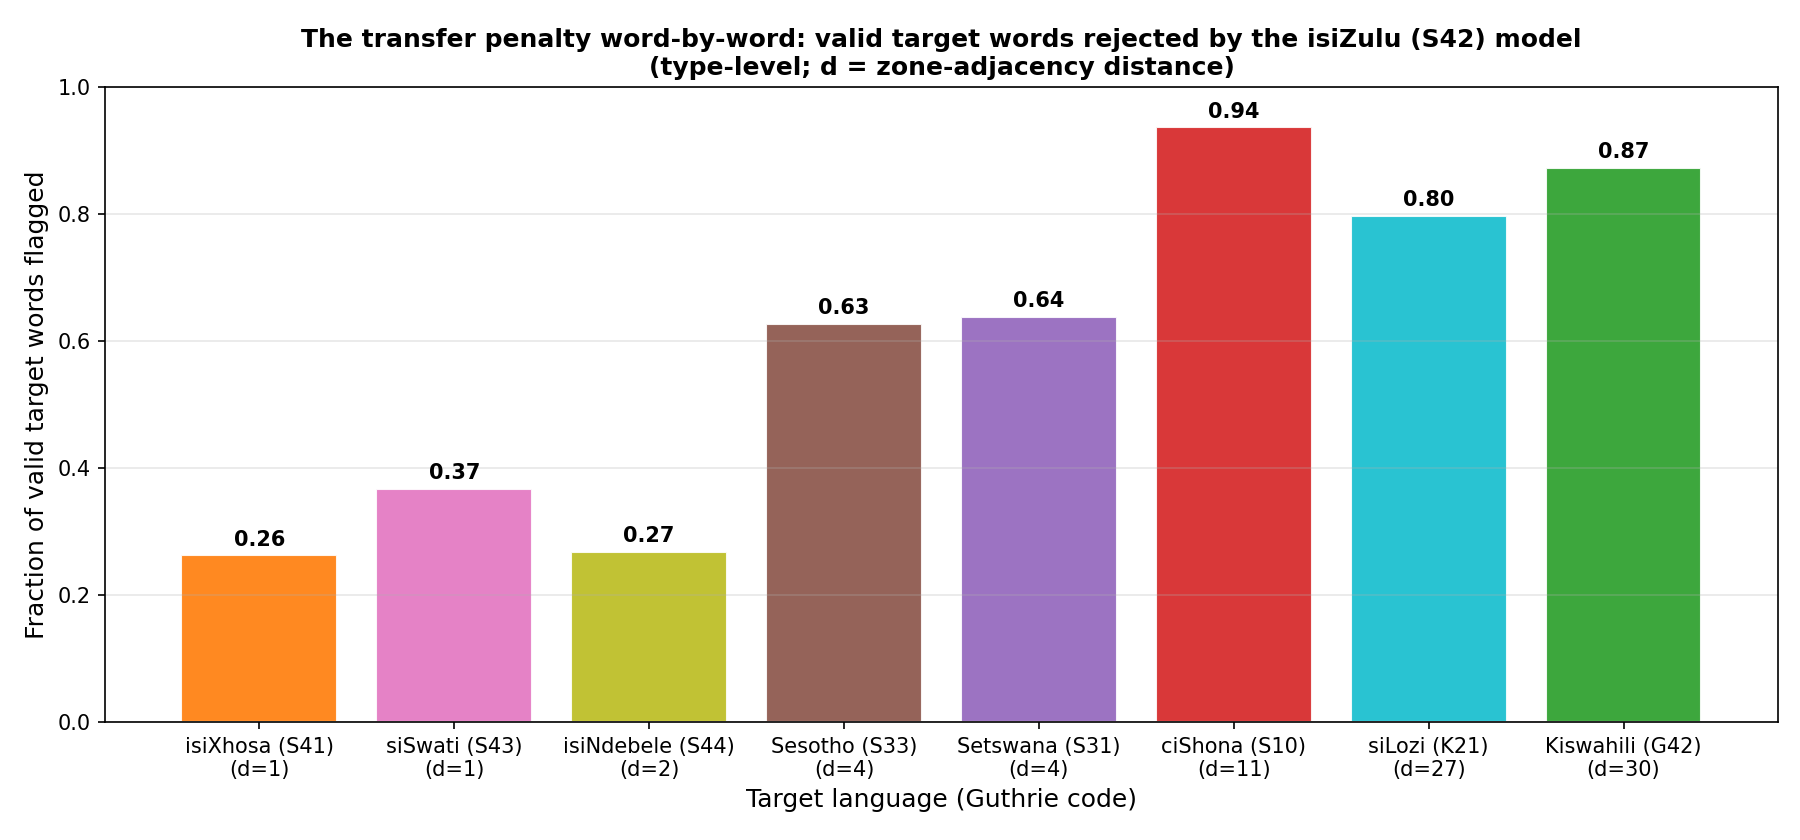 The transfer penalty word-by-word: valid target words rejected by the isiZulu (S42) model
(type-level; d = zone-adjacency distance)
Fraction of valid target words flagged
1.0
0.8
0.6
0.4
0.2
0.0
0.26
0.37
0.27
0.63
0.64
0.94
0.80
0.87
isiXhosa (S41)
(d=1)
siSwati (S43)
(d=1)
isiNdebele (S44)
(d=2)
Sesotho (S33)
(d=4)
Setswana (S31)
(d=4)
ciShona (S10)
(d=11)
siLozi (K21)
(d=27)
Kiswahili (G42)
(d=30)
Target language (Guthrie code)